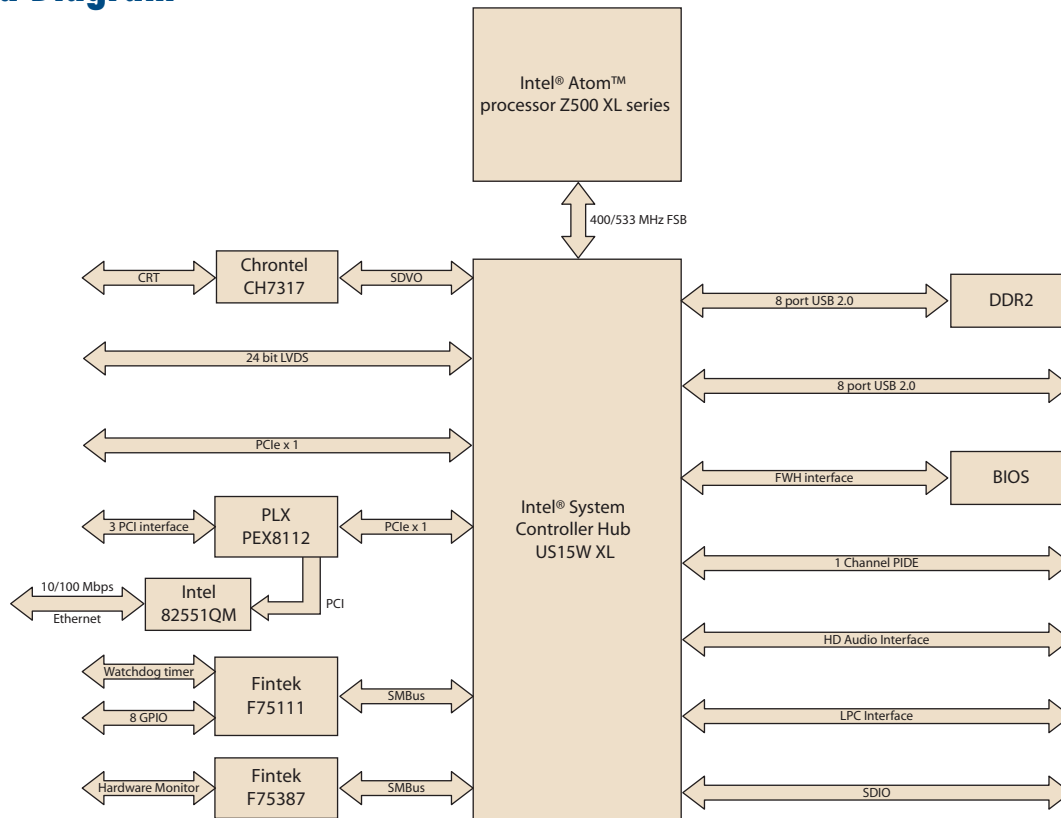 Diagram
Intel® Atom™
processor Z500 XL series
400/533 MHz FSB
CRT
Chrontel
CH7317
SDVO
8 port USB 2.0
DDR2
24 bit LVDS
8 port USB 2.0
PCIe x 1
FWH interface
BIOS
3 PCI interface
PLX
PEX8112
PCIe x 1
Intel® System
Controller Hub
US15W XL
1 Channel PIDE
10/100 Mbps
Ethernet
Intel
82551QM
PCI
HD Audio Interface
Watchdog timer
8 GPIO
Fintek
F75111
SMBus
LPC Interface
Hardware Monitor
Fintek
F75387
SMBus
SDIO